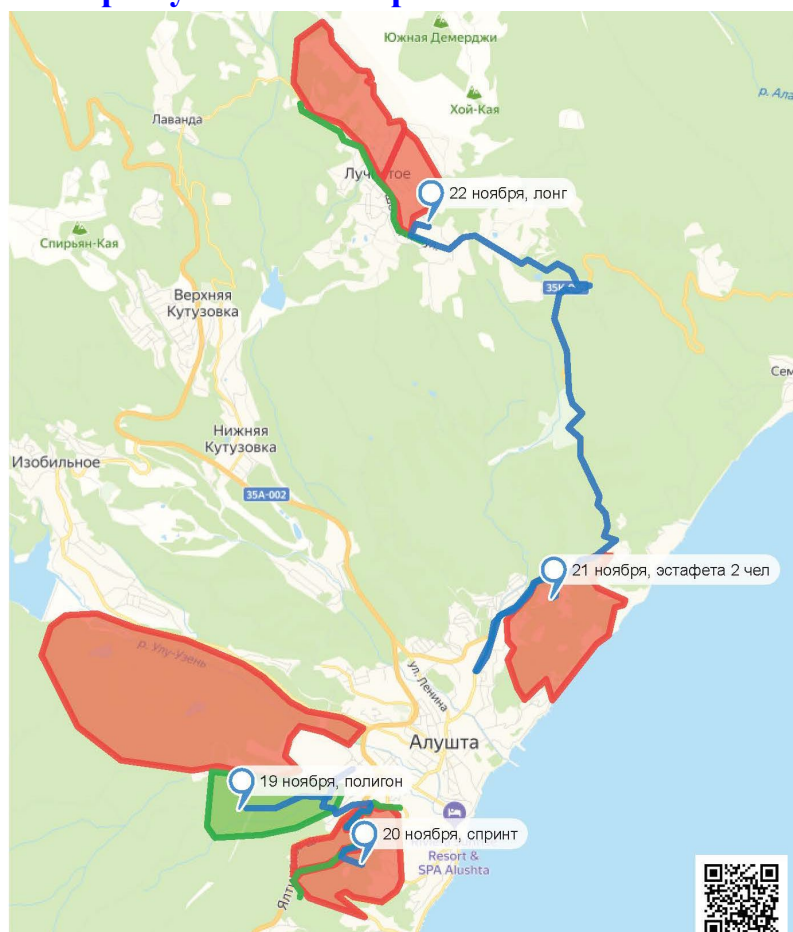 Южная Демерджи
р. Ала
Хой-Кая
Лаванда
Лучистое
22 ноября, лонг
Спирьян-Кая
Верхняя
Кутузовка
Сем
Нижняя
Кутузовка
Изобильное
35А-002
21 ноября, эстафета 2 чел
р. Улу-Узень
ул. Ленина
Алушта
19 ноября, полигон
20 ноября, спринт
Resort &
SPA Alushta